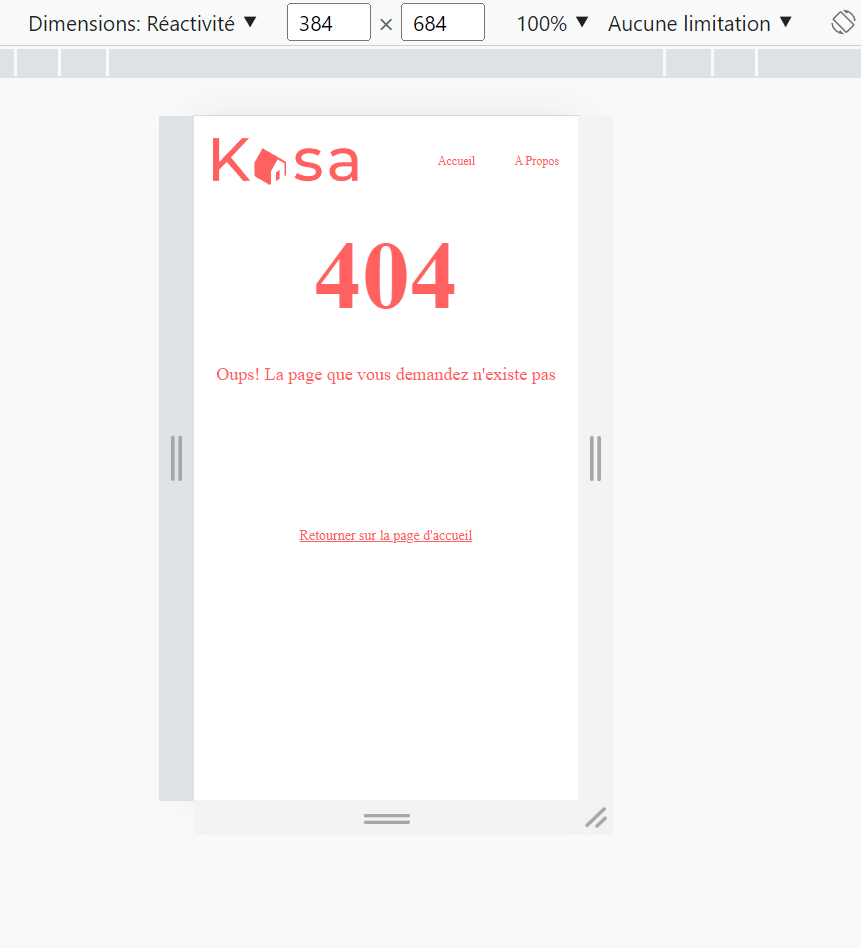 Dimensions: Réactivité ▼ 384 × 684 100% ▼ Aucune limitation ▼
Kasa Accueil A Propos
404
Oups! La page que vous demandez n'existe pas
Retourner sur la page d'accueil